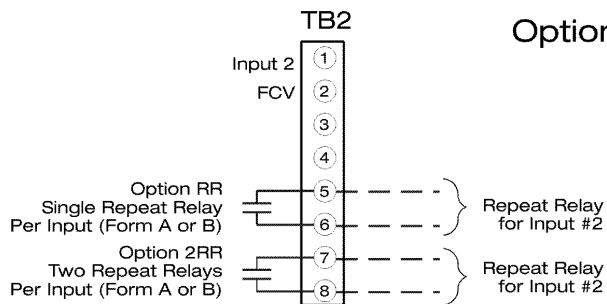 TB2
Option
Input 2
FCV
1
2
3
4
5
6
7
8
Option RR
Single Repeat Relay
Per Input (Form A or B)
Repeat Relay
for Input #2
Option 2RR
Two Repeat Relays
Per Input (Form A or B)
Repeat Relay
for Input #2